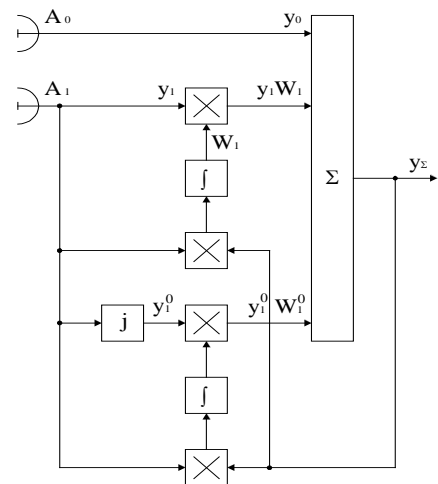 A₀ y₀
A₁ y₁ y₁W₁
W₁
∫
Σ
y_Σ
j y₁⁰ y₁⁰ W₁⁰
∫